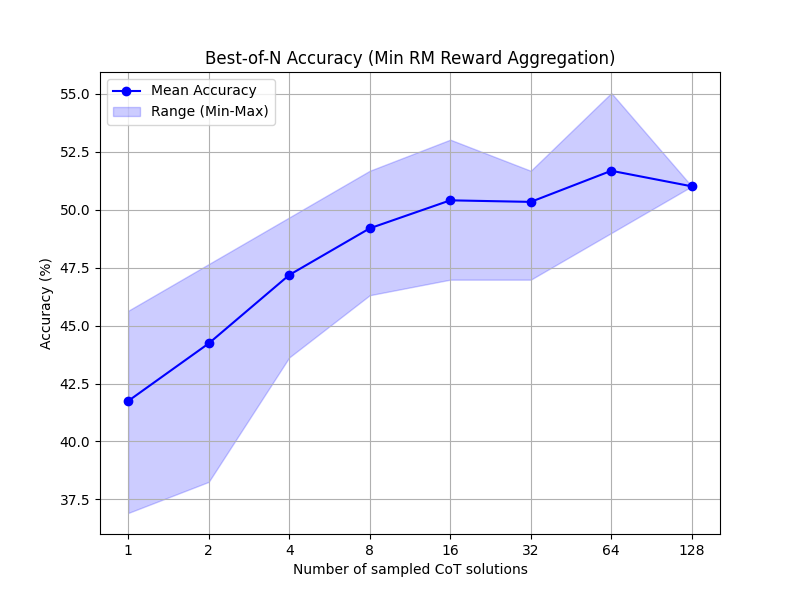 Best-of-N Accuracy (Min RM Reward Aggregation)
Mean Accuracy
Range (Min-Max)
55.0
52.5
50.0
47.5
45.0
42.5
40.0
37.5
Accuracy (%)
1 2 4 8 16 32 64 128
Number of sampled CoT solutions